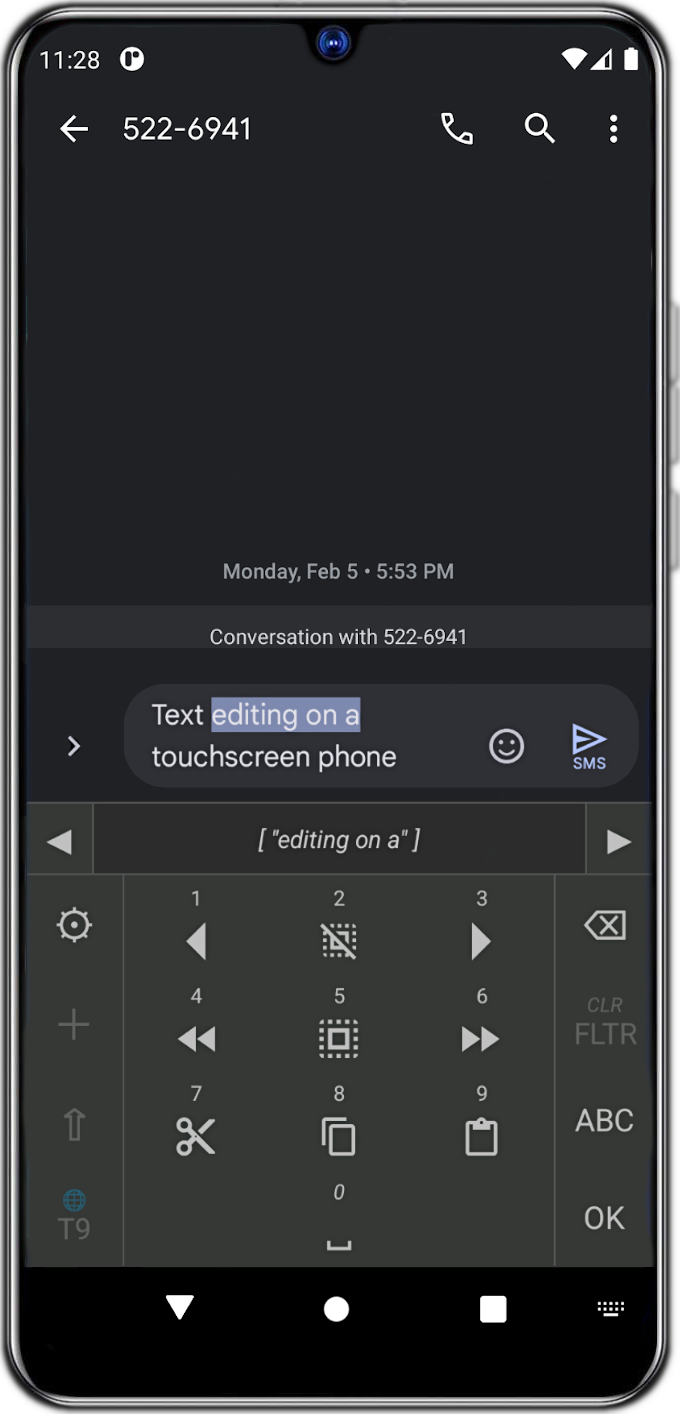 11:28
522-6941
Monday, Feb 5 • 5:53 PM
Conversation with 522-6941
Text editing on a
touchscreen phone
SMS
[ "editing on a" ]
1
2
3
4
5
6
CLR
FLTR
7
8
9
ABC
0
T9
OK